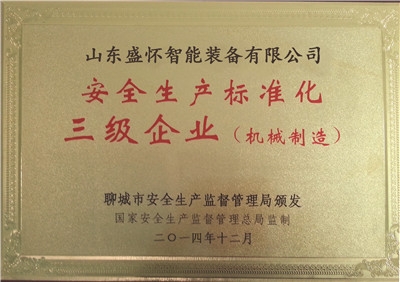 山东盛怀智能装备有限公司
安全生产标准化
三级企业（机械制造）
聊城市安全生产监督管理局颁发
国家安全生产监督管理总局监制
二〇一四年十二月